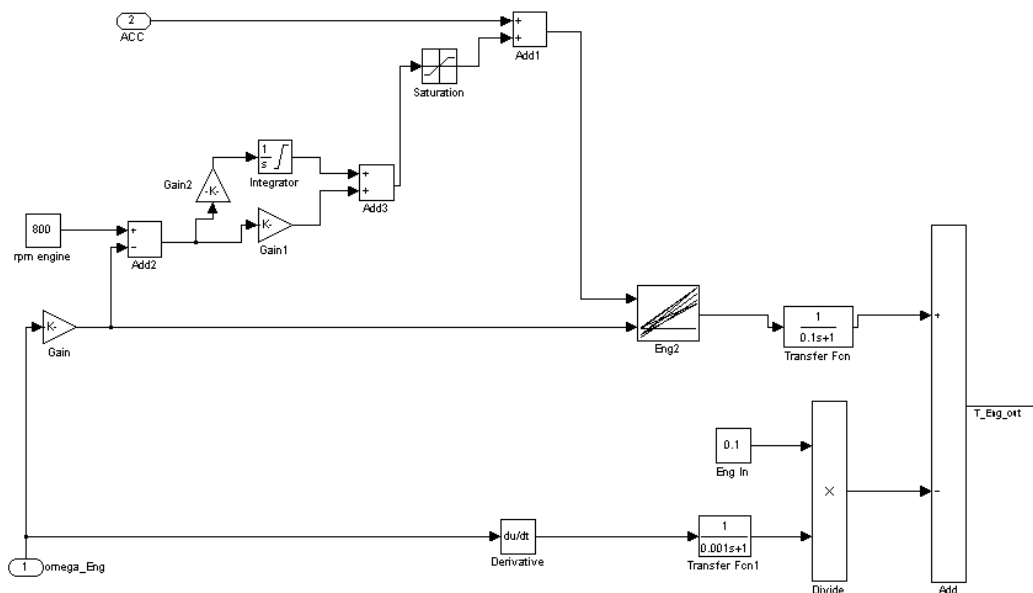 2
ACC
+
+
Add1
Saturation
1
s
Integrator
-K-
Gain2
+
+
Add3
K-
Gain1
800
rpm engine
+
−
Add2
K-
Gain
Eng2
1
0.1s+1
Transfer Fcn
+
−
Add
T_Eng_out
0.1
Eng In
×
Divide
du/dt
Derivative
1
0.001s+1
Transfer Fcn1
1
omega_Eng